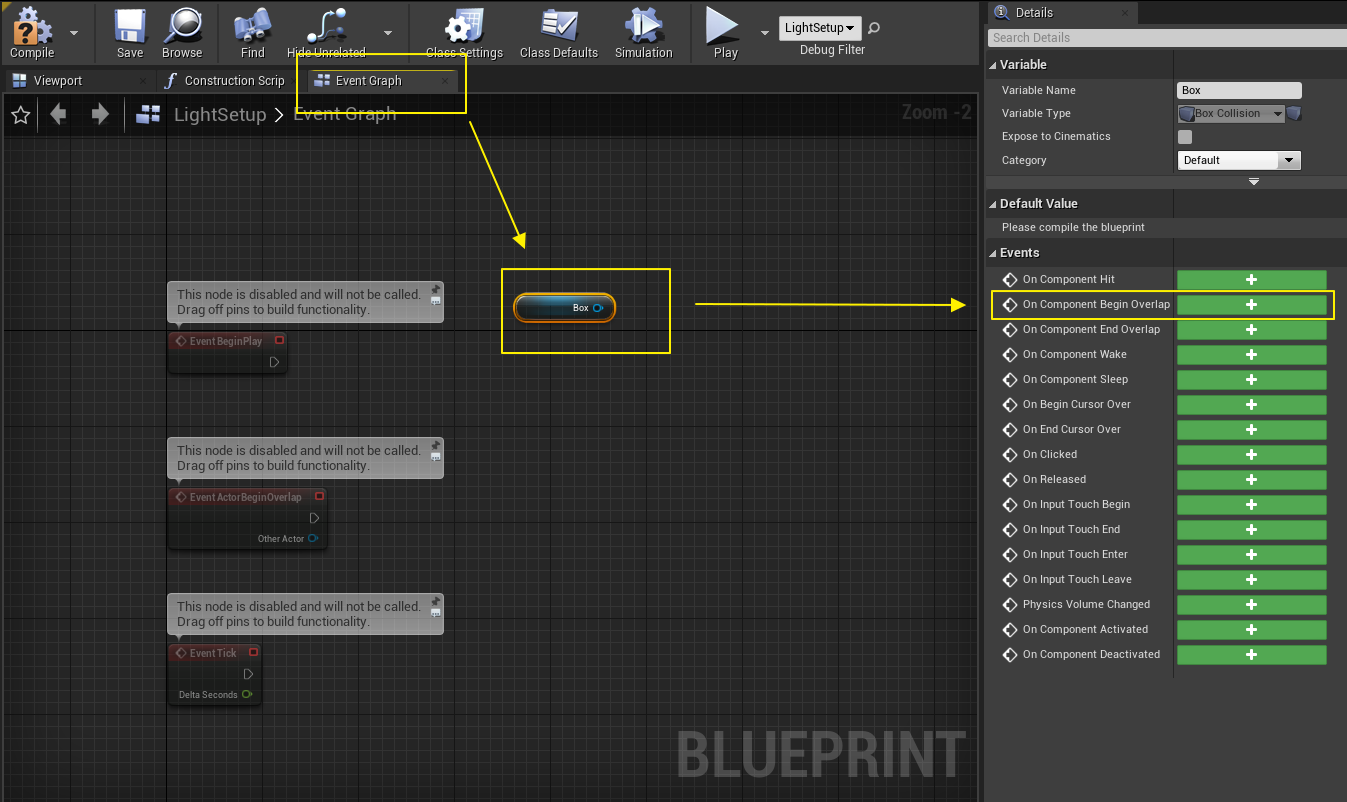 Compile
Save
Browse
Find
Hide Unrelated
Class Settings
Class Defaults
Simulation
Play
LightSetup
Debug Filter
Viewport
Construction Scrip
Event Graph
LightSetup > Event Graph
Zoom -2
This node is disabled and will not be called.
Drag off pins to build functionality.
Event BeginPlay
Box
This node is disabled and will not be called.
Drag off pins to build functionality.
Event ActorBeginOverlap
Other Actor
This node is disabled and will not be called.
Drag off pins to build functionality.
Event Tick
Delta Seconds
BLUEPRINT
Details
Search Details
Variable
Variable Name Box
Variable Type Box Collision
Expose to Cinematics
Category Default
Default Value
Please compile the blueprint
Events
On Component Hit
On Component Begin Overlap
On Component End Overlap
On Component Wake
On Component Sleep
On Begin Cursor Over
On End Cursor Over
On Clicked
On Released
On Input Touch Begin
On Input Touch End
On Input Touch Enter
On Input Touch Leave
Physics Volume Changed
On Component Activated
On Component Deactivated